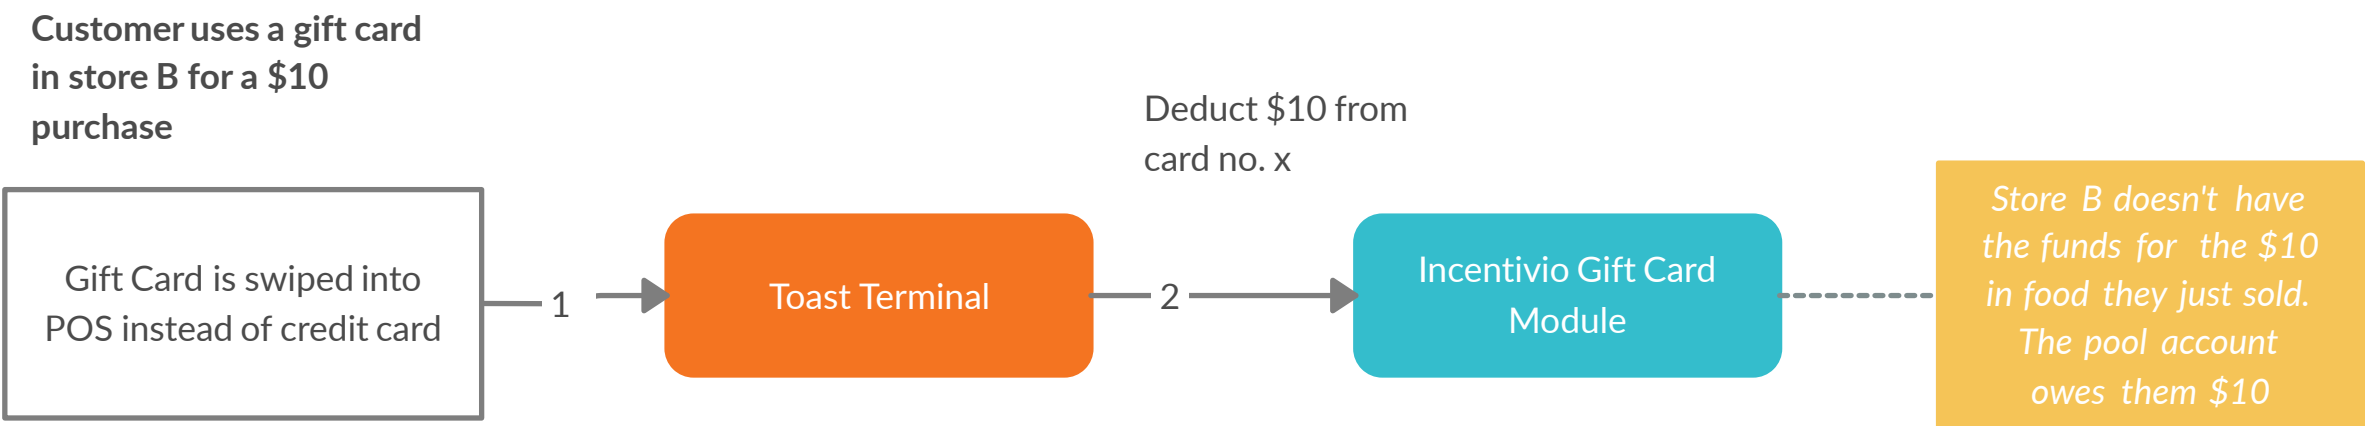 Customer uses a gift card
in store B for a $10
purchase
Gift Card is swiped into
POS instead of credit card
1
Toast Terminal
Deduct $10 from
card no. x
2
Incentivio Gift Card
Module
Store B doesn't have
the funds for the $10
in food they just sold.
The pool account
owes them $10